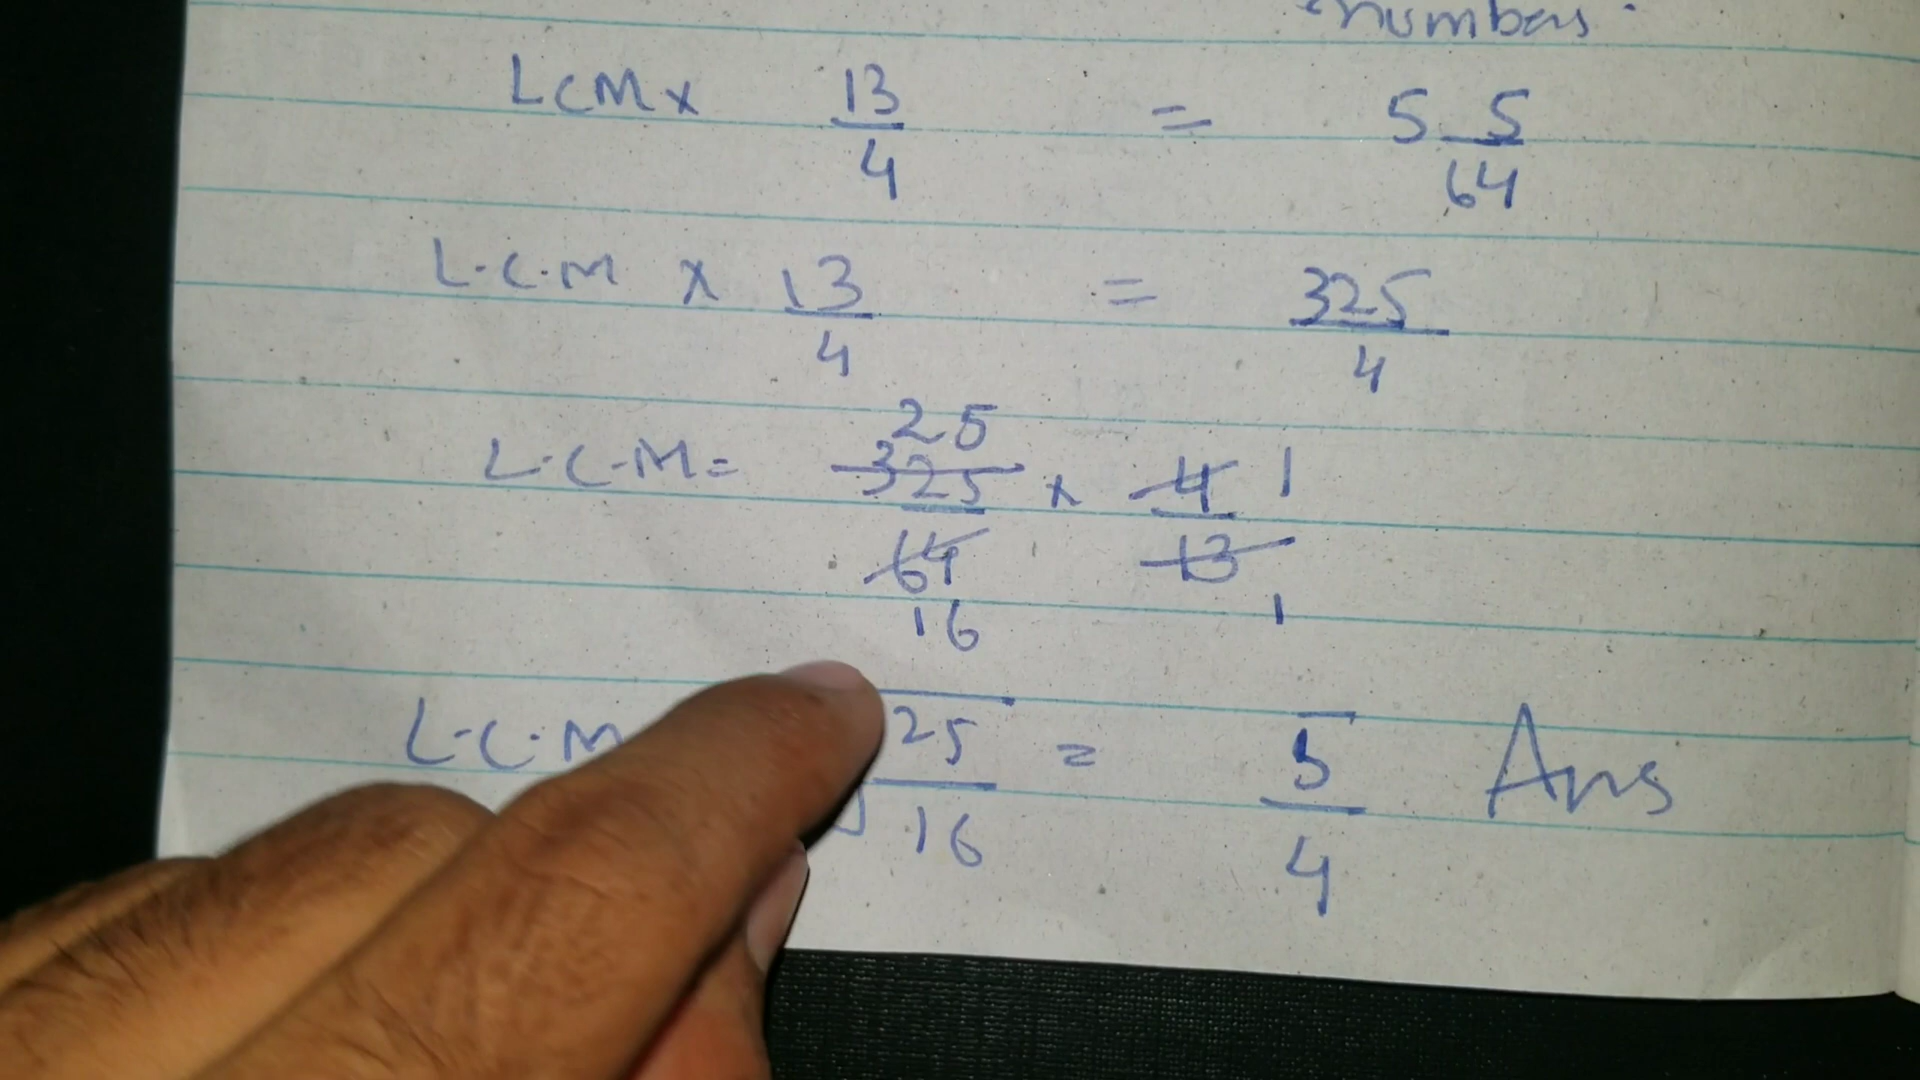 numbers.
LCM x 13/4 = 5 5/64
L.C.M x 13/4 = 325/4
25
L.C.M = 325/64 x 4/13 1
16 1
L.C.M √25/16 = 5/4 Ans